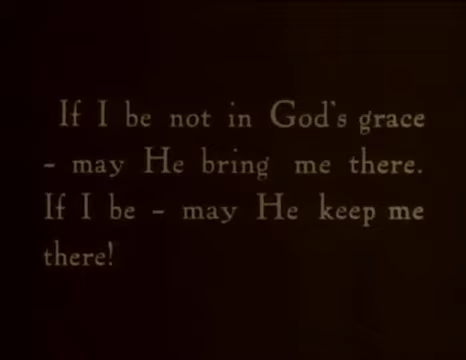 If I be not in God's grace
- may He bring me there.
If I be - may He keep me
there!